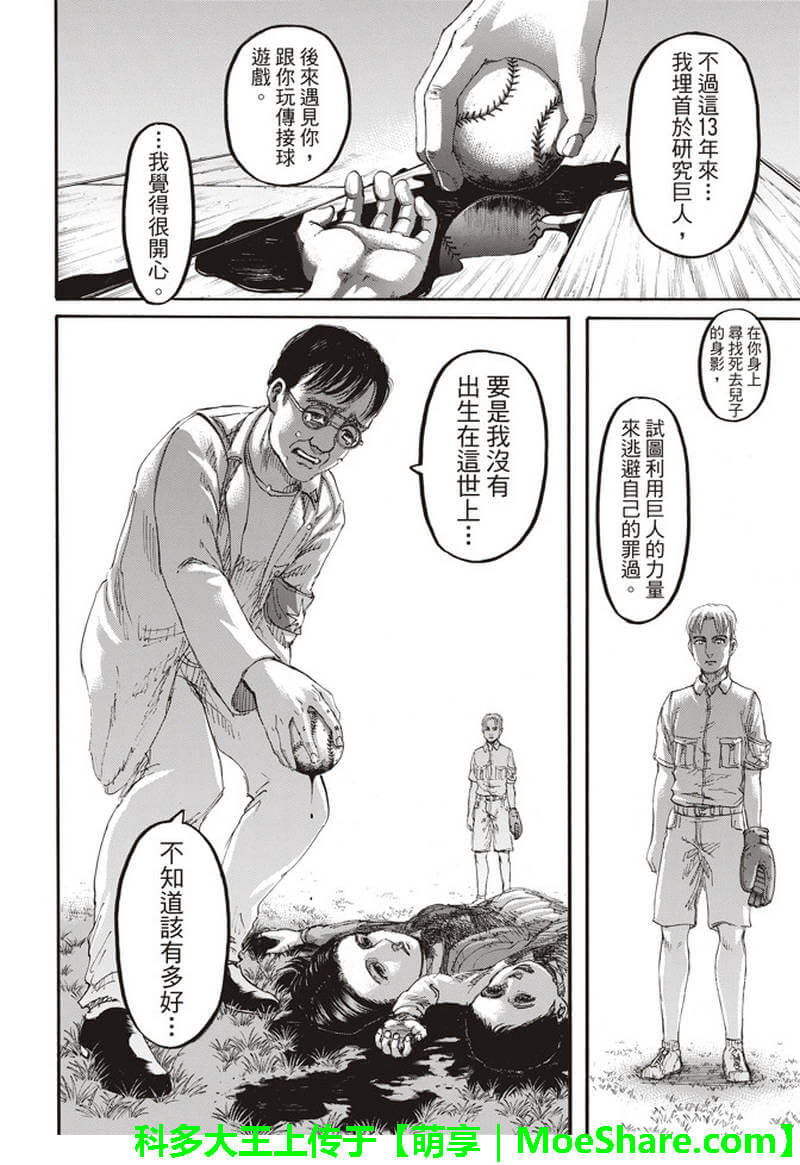 不過這13年來…
我埋首於研究巨人，
後來遇見你，
跟你玩傳接球
遊戲。
…我覺得很開心。
在你身上
尋找死去兒子
的身影，
試圖利用巨人的力量
來逃避自己的罪過。
要是我沒有
出生在這世上…
不知道該有多好…
科多大王上传于【萌享】| MoeShare.com】